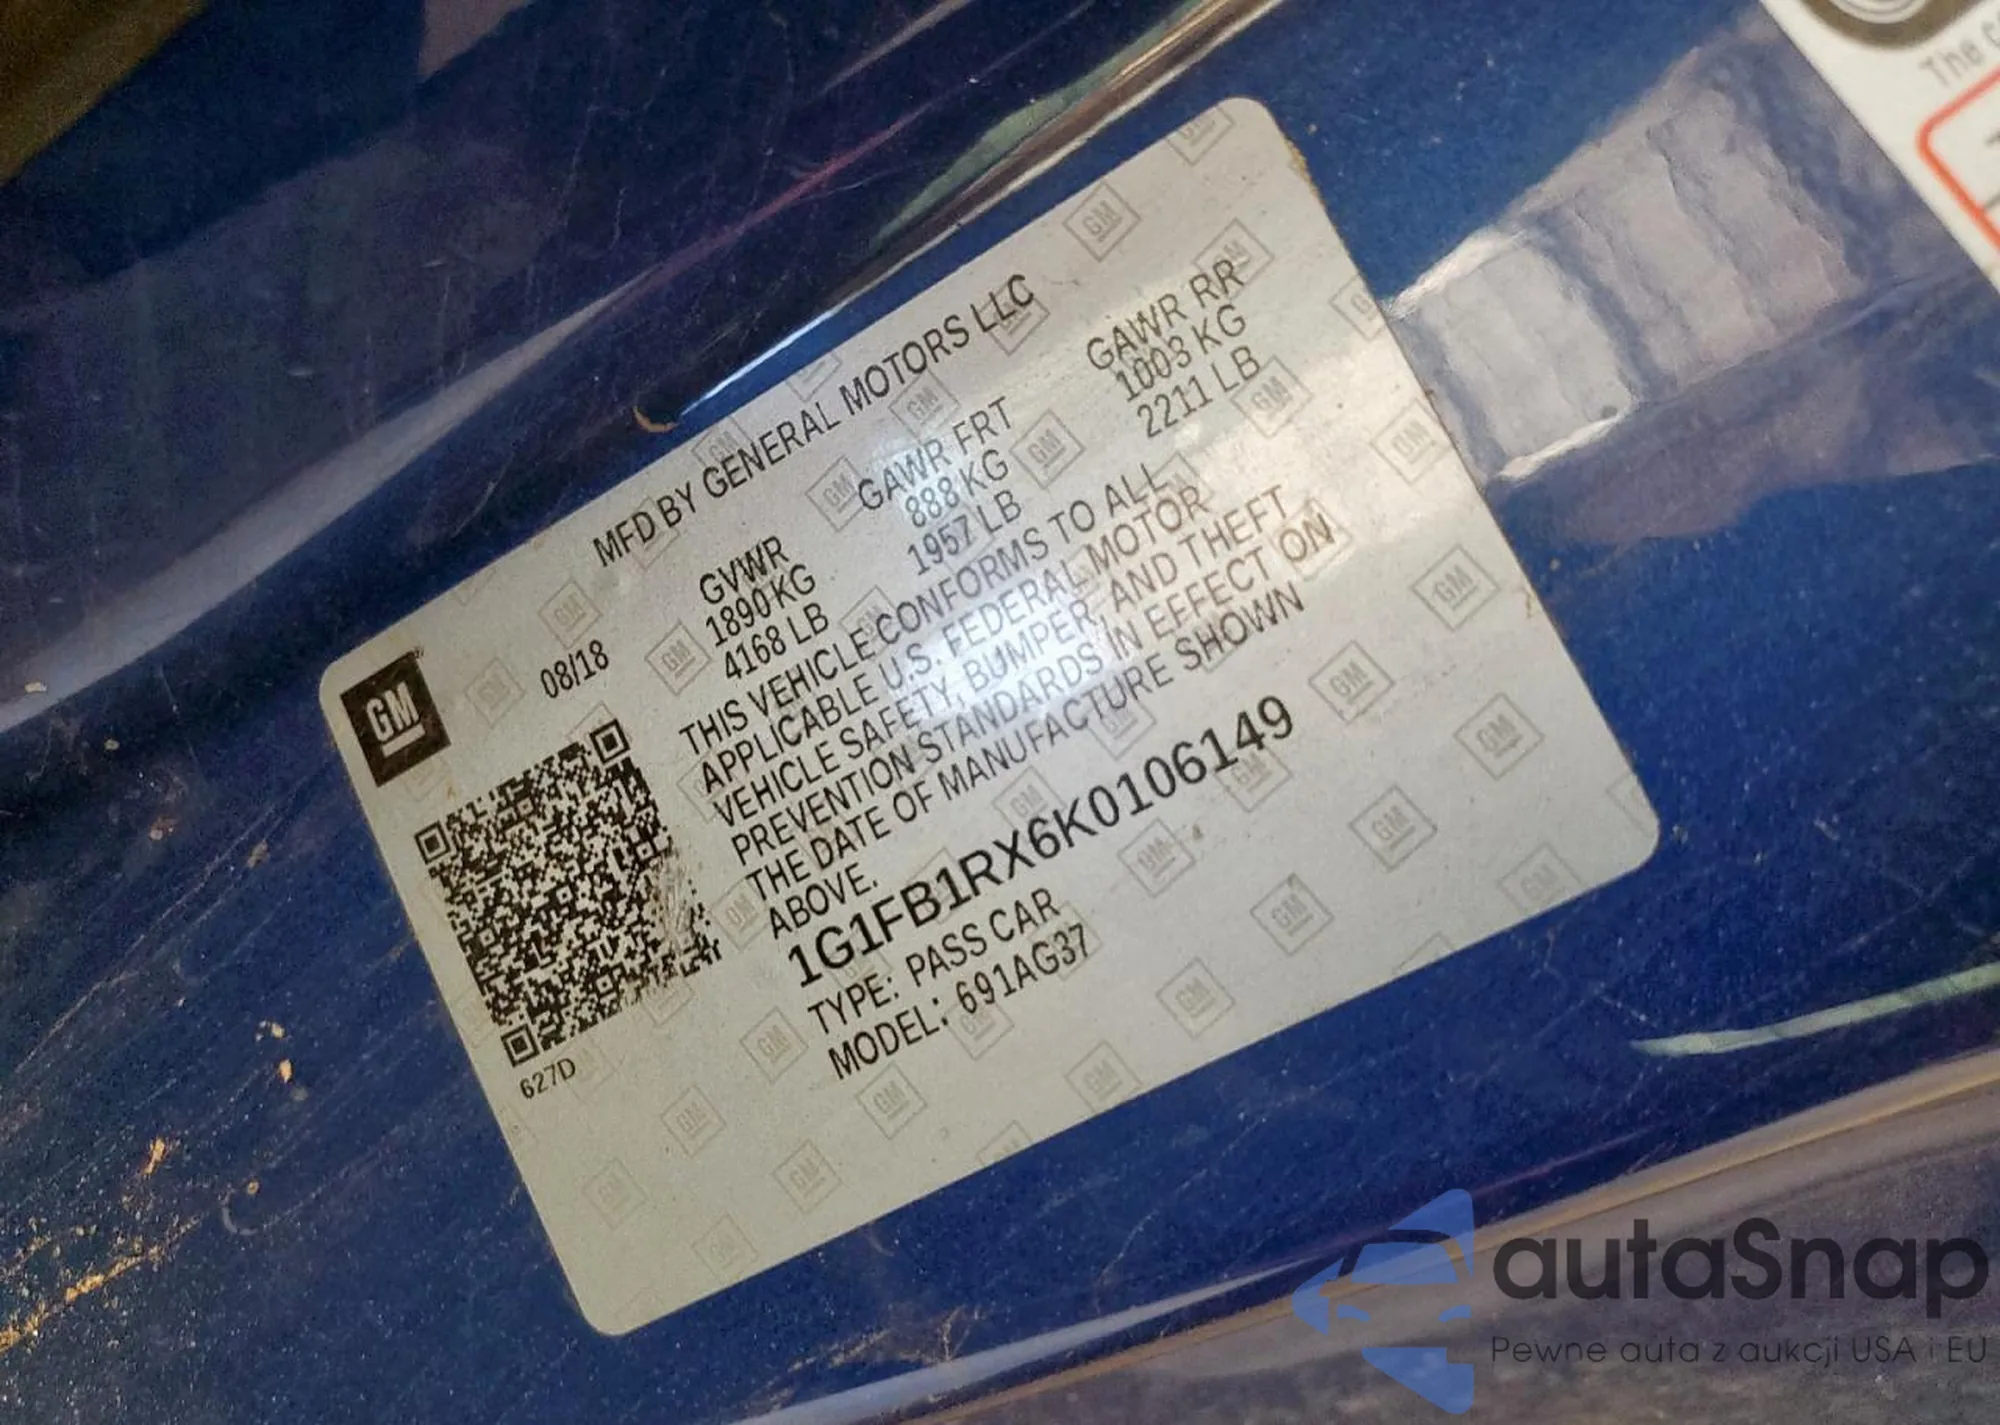 MFD BY GENERAL MOTORS LLC
GM
08/18
GVWR
1890 KG
4168 LB
GAWR FRT
888 KG
1957 LB
GAWR RR
1003 KG
2211 LB
THIS VEHICLE CONFORMS TO ALL
APPLICABLE U.S. FEDERAL MOTOR
VEHICLE SAFETY, BUMPER, AND THEFT
PREVENTION STANDARDS IN EFFECT ON
THE DATE OF MANUFACTURE SHOWN
ABOVE.
1G1FB1RX6K0106149
TYPE: PASS CAR
MODEL: 691AG37
627D
The
autaSnap
Pewne auta z aukcji USA i EU